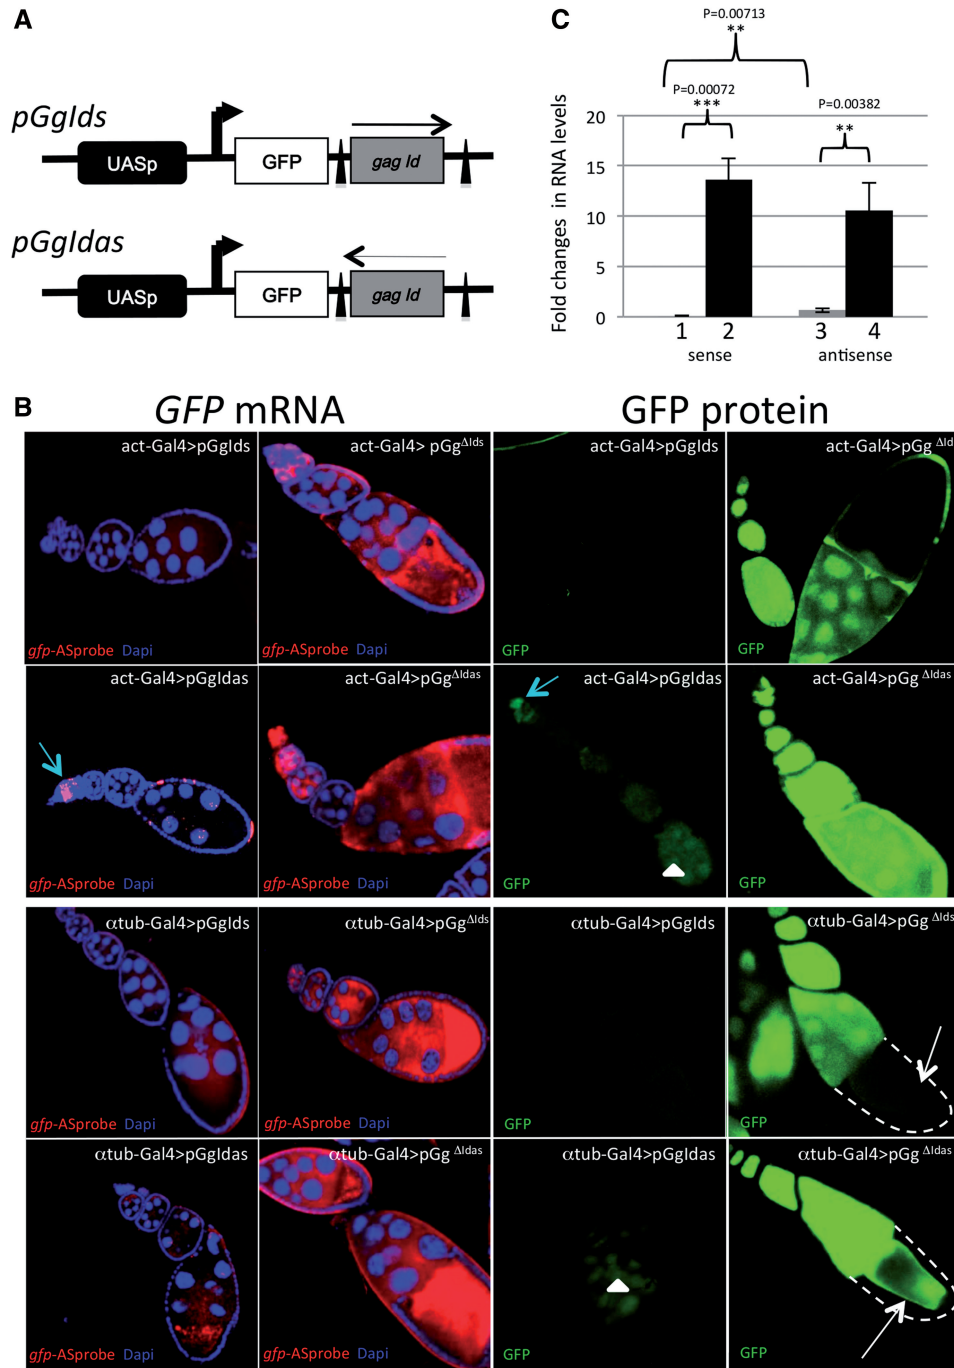 A
pGgIds
UASp
GFP
gag Id
pGgIdas
UASp
GFP
gag Id
C
P=0.00713
**
P=0.00072
***
P=0.00382
**
Fold changes in RNA levels
20
15
10
5
0
1
2
3
4
sense
antisense
B
GFP mRNA
GFP protein
act-Gal4>pGgIds
gfp-ASprobe Dapi
act-Gal4> pGg ΔIds
act-Gal4>pGgIds
GFP
act-Gal4>pGg ΔId
GFP
act-Gal4>pGgIdas
gfp-ASprobe Dapi
act-Gal4>pGg ΔIdas
gfp-ASprobe Dapi
act-Gal4>pGgIdas
GFP
act-Gal4>pGg ΔIdas
GFP
αtub-Gal4>pGgIds
gfp-ASprobe Dapi
αtub-Gal4>pGg ΔIds
gfp-ASprobe Dapi
αtub-Gal4>pGgIds
GFP
αtub-Gal4>pGg ΔIds
GFP
αtub-Gal4>pGgIdas
gfp-ASprobe Dapi
αtub-Gal4>pGg ΔIdas
gfp-ASprobe Dapi
αtub-Gal4>pGgIdas
GFP
αtub-Gal4>pGg ΔIdas
GFP